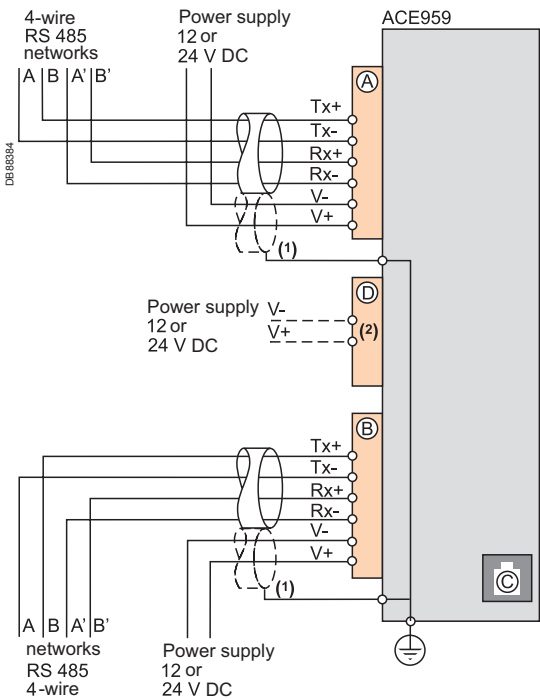 4-wire
RS 485
networks
A B A' B'
Power supply
12 or
24 V DC
ACE959
DB88384
A
Tx+
Tx-
Rx+
Rx-
V-
V+
(1)
Power supply
12 or
24 V DC
V-
V+
D
(2)
B
Tx+
Tx-
Rx+
Rx-
V-
V+
(1)
C
A B A' B'
networks
RS 485
4-wire
Power supply
12 or
24 V DC